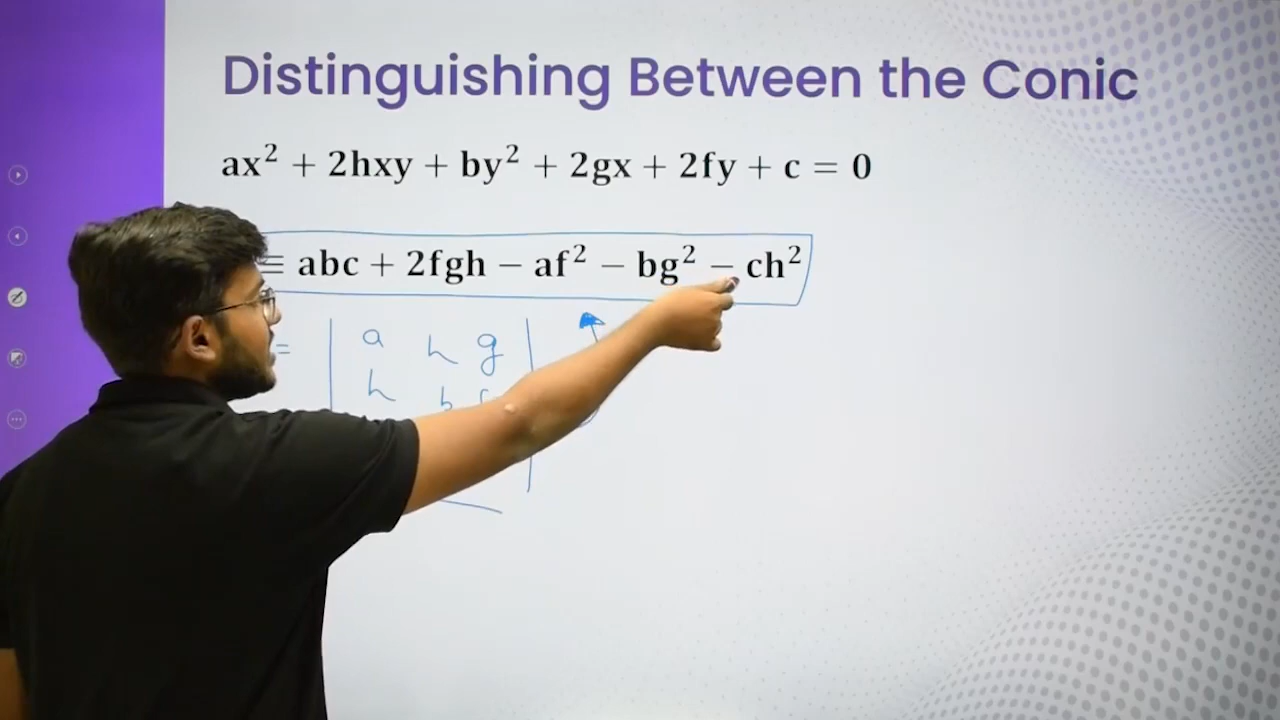 Distinguishing Between the Conic
ax² + 2hxy + by² + 2gx + 2fy + c = 0
≡ abc + 2fgh − af² − bg² − ch²
= | a h g |
h b